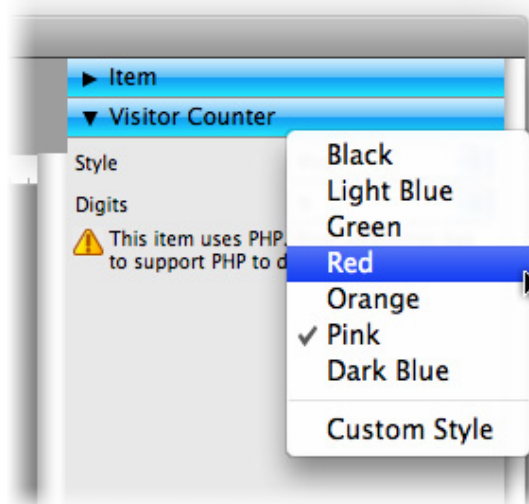 Item
Visitor Counter
Style
Digits
This item uses PHP.
to support PHP to d
Black
Light Blue
Green
Red
Orange
Pink
Dark Blue
Custom Style